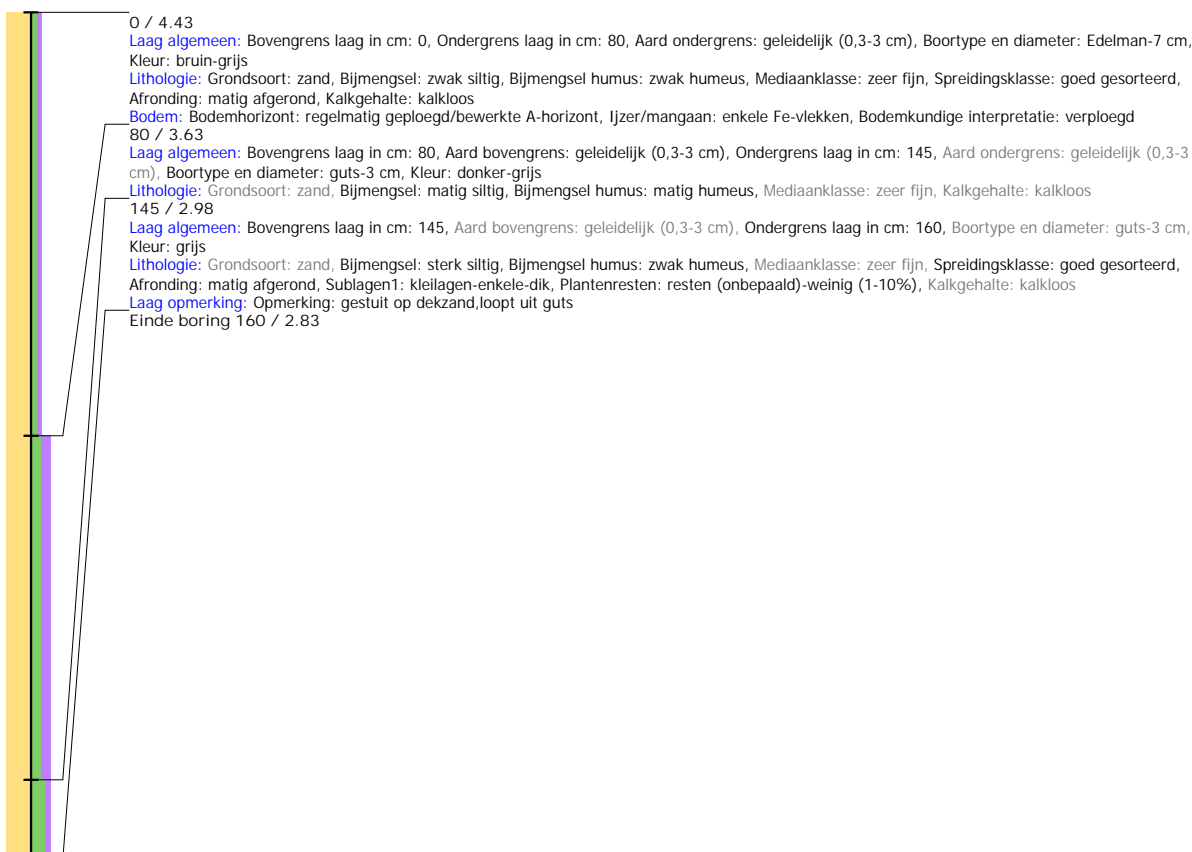 0 / 4.43
Laag algemeen: Bovengrens laag in cm: 0, Ondergrens laag in cm: 80, Aard ondergrens: geleidelijk (0,3-3 cm), Boortype en diameter: Edelman-7 cm,
Kleur: bruin-grijs
Lithologie: Grondsoort: zand, Bijmengsel: zwak siltig, Bijmengsel humus: zwak humeus, Mediaanklasse: zeer fijn, Spreidingsklasse: goed gesorteerd,
Afronding: matig afgerond, Kalkgehalte: kalkloos
Bodem: Bodemhorizont: regelmatig geploegd/bewerkte A-horizont, Ijzer/mangaan: enkele Fe-vlekken, Bodemkundige interpretatie: verploegd
80 / 3.63
Laag algemeen: Bovengrens laag in cm: 80, Aard bovengrens: geleidelijk (0,3-3 cm), Ondergrens laag in cm: 145, Aard ondergrens: geleidelijk (0,3-3
cm), Boortype en diameter: guts-3 cm, Kleur: donker-grijs
Lithologie: Grondsoort: zand, Bijmengsel: matig siltig, Bijmengsel humus: matig humeus, Mediaanklasse: zeer fijn, Kalkgehalte: kalkloos
145 / 2.98
Laag algemeen: Bovengrens laag in cm: 145, Aard bovengrens: geleidelijk (0,3-3 cm), Ondergrens laag in cm: 160, Boortype en diameter: guts-3 cm,
Kleur: grijs
Lithologie: Grondsoort: zand, Bijmengsel: sterk siltig, Bijmengsel humus: zwak humeus, Mediaanklasse: zeer fijn, Spreidingsklasse: goed gesorteerd,
Afronding: matig afgerond, Sublagen1: kleilagen-enkele-dik, Plantenresten: resten (onbepaald)-weinig (1-10%), Kalkgehalte: kalkloos
Laag opmerking: Opmerking: gestuit op dekzand,loopt uit guts
Einde boring 160 / 2.83